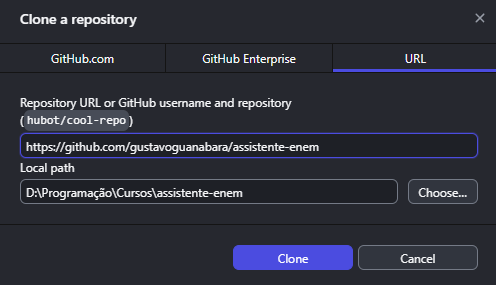 Clone a repository
GitHub.com
GitHub Enterprise
URL
Repository URL or GitHub username and repository
(hubot/cool-repo)
https://github.com/gustavoguanabara/assistente-enem
Local path
D:\Programação\Cursos\assistente-enem
Choose...
Clone
Cancel